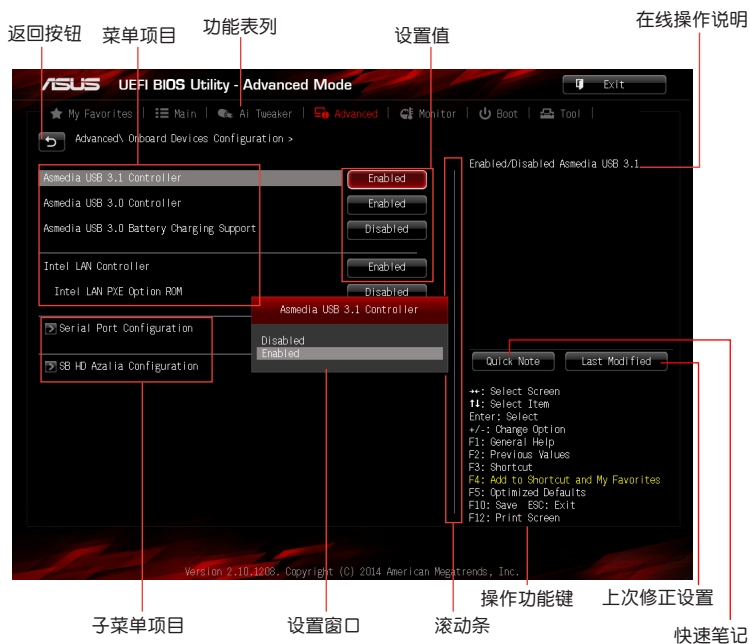 返回按钮 菜单项目 功能表列 设置值 在线操作说明
ASUS UEFI BIOS Utility - Advanced Mode Exit
My Favorites Main Ai Tweaker Advanced Monitor Boot Tool
Advanced\ Onboard Devices Configuration >
Enabled/Disabled Asmedia USB 3.1
Asmedia USB 3.1 Controller Enabled
Asmedia USB 3.0 Controller Enabled
Asmedia USB 3.0 Battery Charging Support Disabled
Intel LAN Controller Enabled
Intel LAN PXE Option ROM Disabled
Asmedia USB 3.1 Controller
Disabled
Enabled
Serial Port Configuration
SB HD Azalia Configuration
Quick Note Last Modified
→←: Select Screen
↑↓: Select Item
Enter: Select
+/-: Change Option
F1: General Help
F2: Previous Values
F3: Shortcut
F4: Add to Shortcut and My Favorites
F5: Optimized Defaults
F10: Save ESC: Exit
F12: Print Screen
Version 2.10.1208. Copyright (C) 2014 American Megatrends, Inc.
操作功能键 上次修正设置
子菜单项目 设置窗口 滚动条 快速笔记